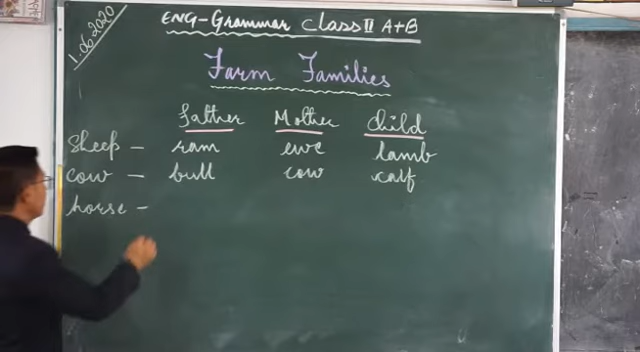 1.06.2020
ENG-Grammar Class II A+B
Farm Families
Father Mother Child
Sheep - ram ewe lamb
cow - bull cow calf
horse -